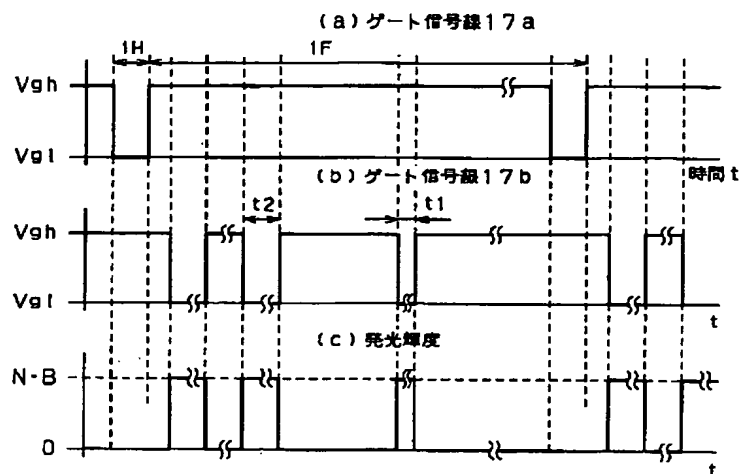 (a)ゲート信号線17a
1H
1F
Vgh
Vgl
時間t
(b)ゲート信号線17b
t2
t1
Vgh
Vgl
t
(c)発光輝度
N-B
0
t